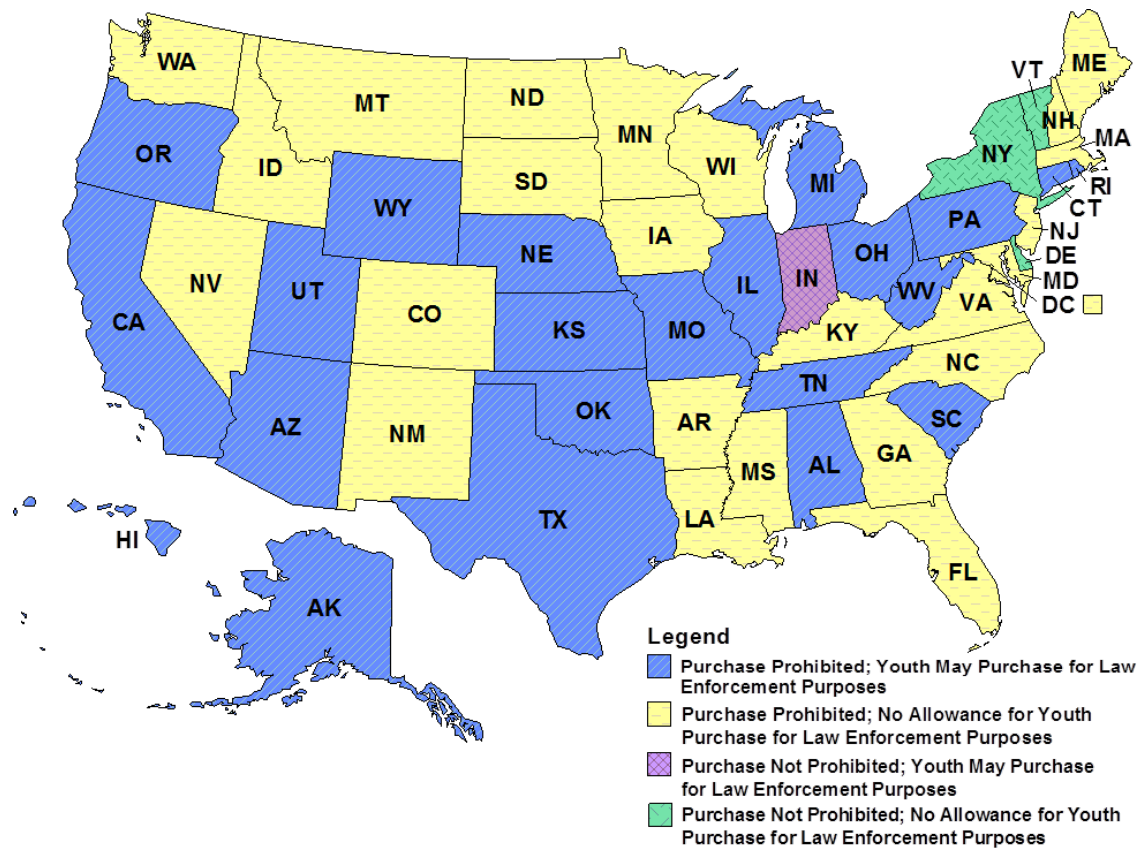 WA
MT
ND
MN
VT
ME
NH
OR
ID
SD
WI
MI
NY
MA
WY
RI
CT
IA
PA
NJ
NE
OH
DE
NV
UT
IL
IN
MD
WV
VA
DC
CA
CO
KS
MO
KY
NC
TN
AZ
NM
OK
AR
SC
MS
AL
GA
TX
LA
HI
FL
AK
Legend
Purchase Prohibited; Youth May Purchase for Law
Enforcement Purposes
Purchase Prohibited; No Allowance for Youth
Purchase for Law Enforcement Purposes
Purchase Not Prohibited; Youth May Purchase
for Law Enforcement Purposes
Purchase Not Prohibited; No Allowance for Youth
Purchase for Law Enforcement Purposes